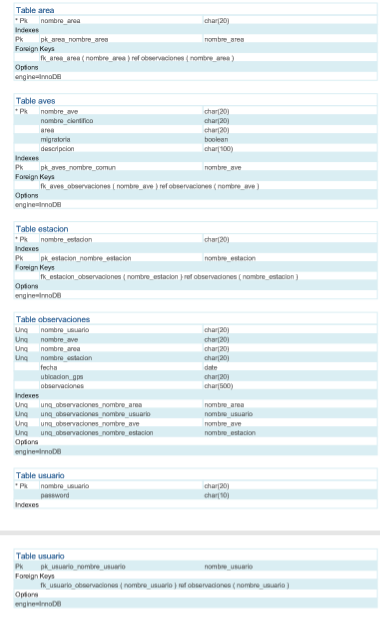 Table area
* Pk nombre_area char(20)
Indexes
Pk pk_area_nombre_area nombre_area
Foreign Keys
fk_area_area ( nombre_area ) ref observaciones ( nombre_area )
Options
engine=InnoDB
Table aves
* Pk nombre_ave char(20)
nombre_cientifico char(20)
area char(20)
migratoria boolean
descripcion char(100)
Indexes
Pk pk_aves_nombre_comun nombre_ave
Foreign Keys
fk_aves_observaciones ( nombre_ave ) ref observaciones ( nombre_ave )
Options
engine=InnoDB
Table estacion
* Pk nombre_estacion char(20)
Indexes
Pk pk_estacion_nombre_estacion nombre_estacion
Foreign Keys
fk_estacion_observaciones ( nombre_estacion ) ref observaciones ( nombre_estacion )
Options
engine=InnoDB
Table observaciones
Unq nombre_usuario char(20)
Unq nombre_ave char(20)
Unq nombre_area char(20)
Unq nombre_estacion char(20)
fecha date
ubicacion_gps char(20)
observaciones char(500)
Indexes
Unq unq_observaciones_nombre_area nombre_area
Unq unq_observaciones_nombre_usuario nombre_usuario
Unq unq_observaciones_nombre_ave nombre_ave
Unq unq_observaciones_nombre_estacion nombre_estacion
Options
engine=InnoDB
Table usuario
* Pk nombre_usuario char(20)
password char(10)
Indexes
Table usuario
Pk pk_usuario_nombre_usuario nombre_usuario
Foreign Keys
fk_usuario_observaciones ( nombre_usuario ) ref observaciones ( nombre_usuario )
Options
engine=InnoDB